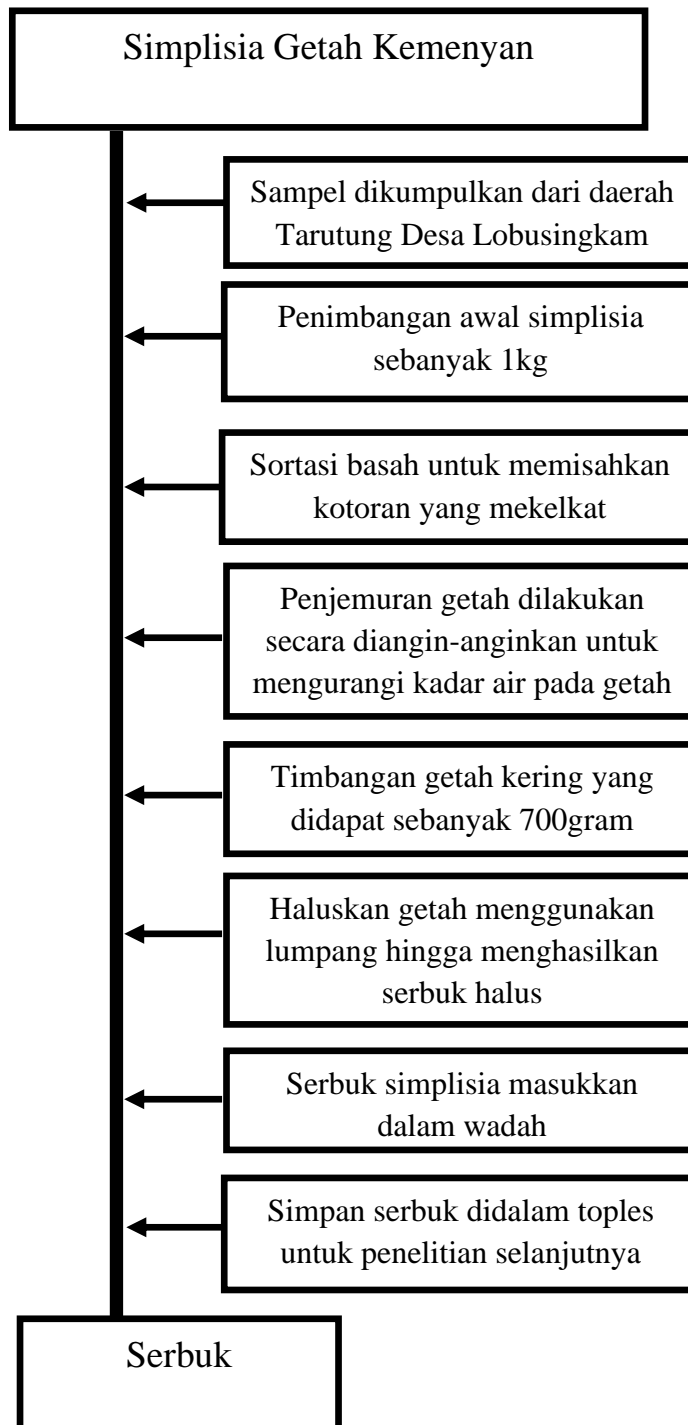 Simplisia Getah Kemenyan
Sampel dikumpulkan dari daerah
Tarutung Desa Lobusingkam
Penimbangan awal simplisia
sebanyak 1kg
Sortasi basah untuk memisahkan
kotoran yang mekelkat
Penjemuran getah dilakukan
secara diangin-anginkan untuk
mengurangi kadar air pada getah
Timbangan getah kering yang
didapat sebanyak 700gram
Haluskan getah menggunakan
lumpang hingga menghasilkan
serbuk halus
Serbuk simplisia masukkan
dalam wadah
Simpan serbuk didalam toples
untuk penelitian selanjutnya
Serbuk